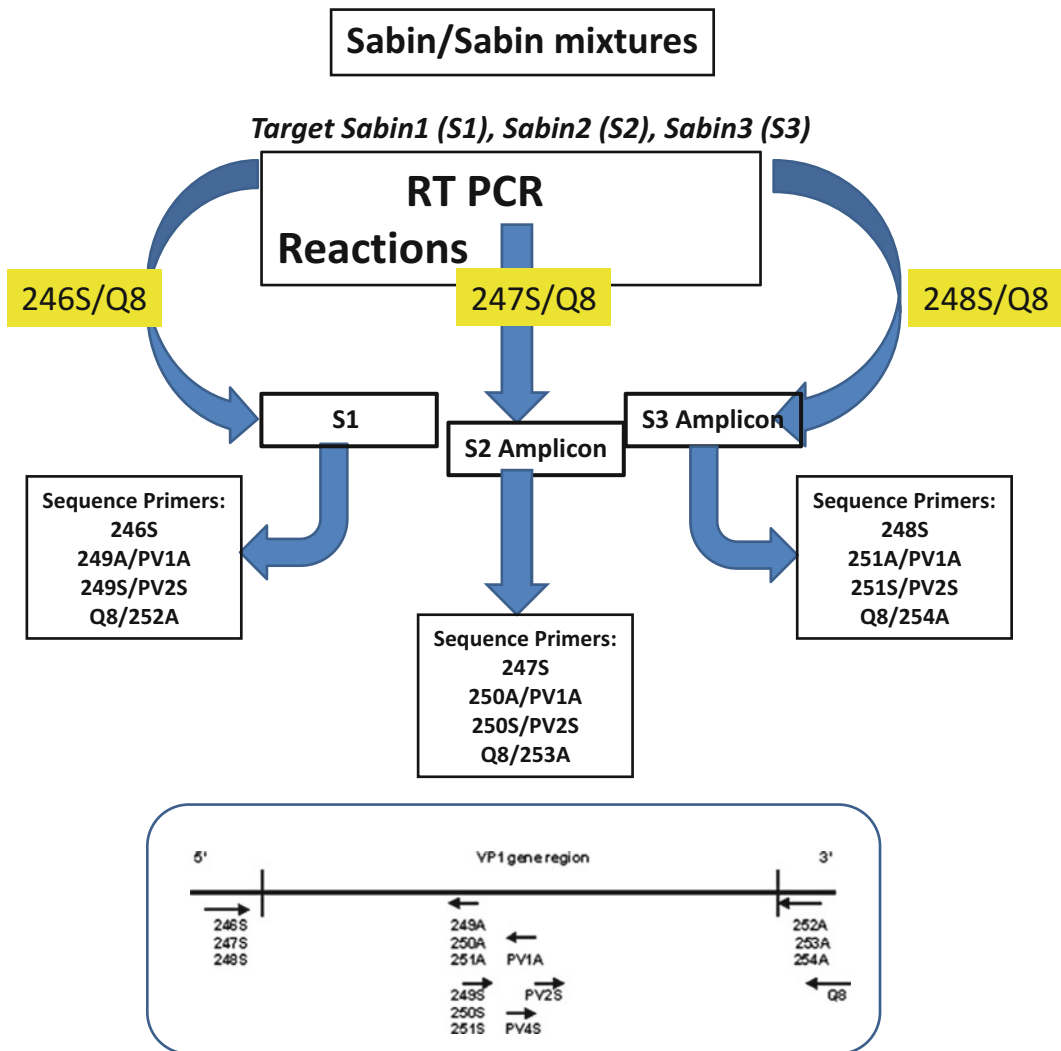 Sabin/Sabin mixtures
Target Sabin1 (S1), Sabin2 (S2), Sabin3 (S3)
RT PCR
Reactions
246S/Q8
247S/Q8
248S/Q8
S1
S2 Amplicon
S3 Amplicon
Sequence Primers:
246S
249A/PV1A
249S/PV2S
Q8/252A
Sequence Primers:
247S
250A/PV1A
250S/PV2S
Q8/253A
Sequence Primers:
248S
251A/PV1A
251S/PV2S
Q8/254A
5' VP1 gene region 3'
246S
247S
248S
249A
250A
251A PV1A
249S PV2S
250S
251S PV4S
252A
253A
254A
Q8